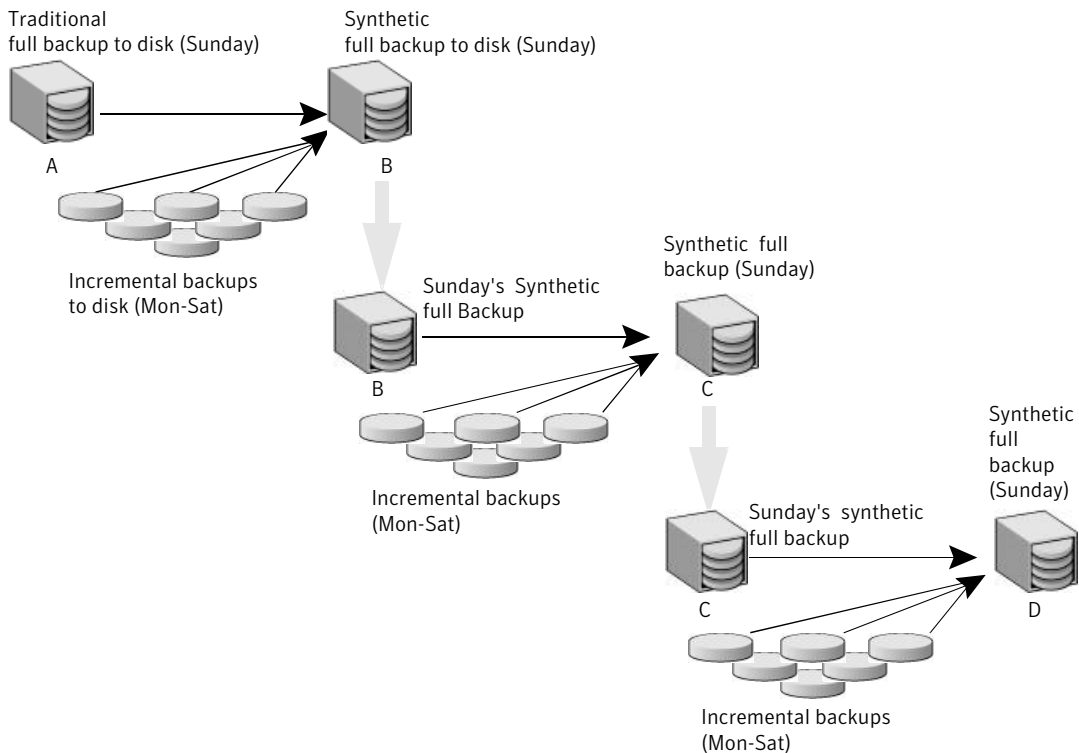 Traditional
full backup to disk (Sunday)
Synthetic
full backup to disk (Sunday)
A
B
Incremental backups
to disk (Mon-Sat)
Sunday's Synthetic
full Backup
Synthetic full
backup (Sunday)
B
C
Incremental backups
(Mon-Sat)
Synthetic
full
backup
(Sunday)
Sunday's synthetic
full backup
C
D
Incremental backups
(Mon-Sat)